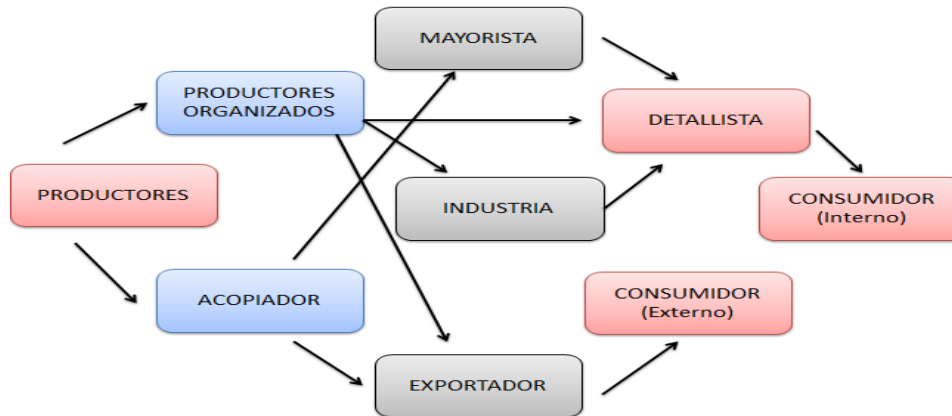 MAYORISTA
PRODUCTORES
ORGANIZADOS
DETALLISTA
PRODUCTORES
INDUSTRIA
CONSUMIDOR
(Interno)
ACOPIADOR
CONSUMIDOR
(Externo)
EXPORTADOR